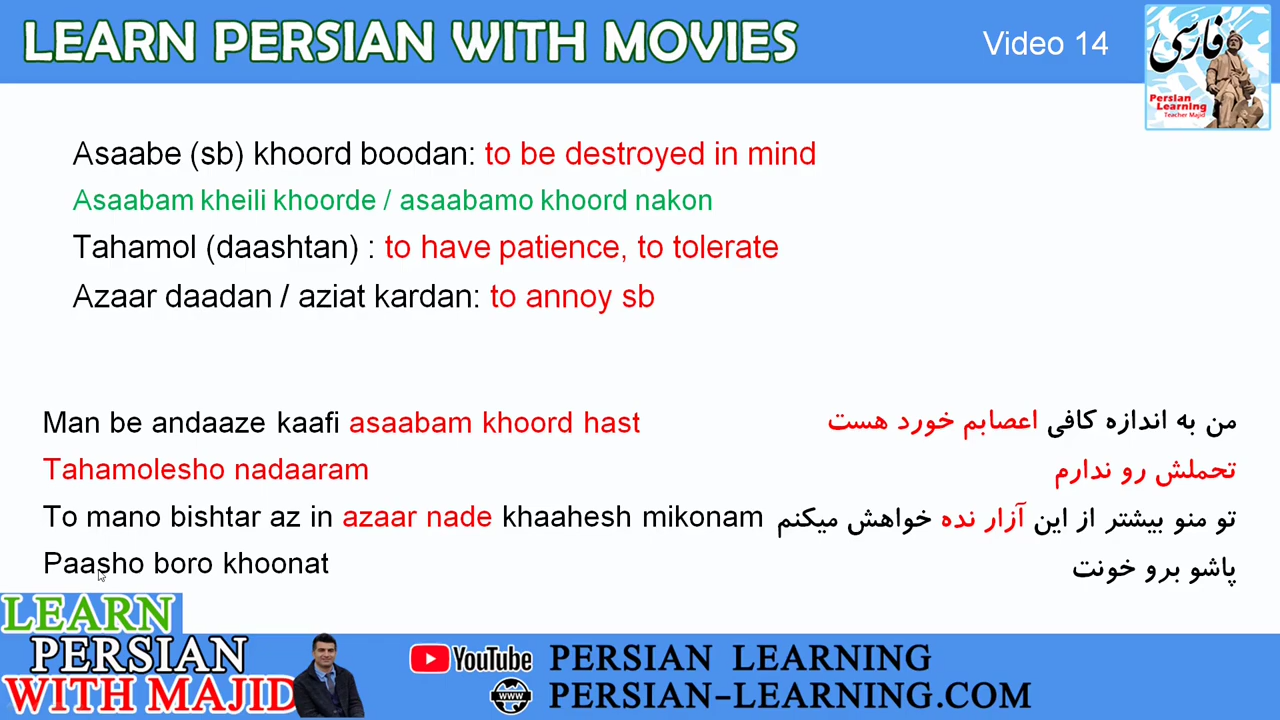 LEARN PERSIAN WITH MOVIES
Video 14
فارسی
Persian
Learning
Teacher Majid
Asaabe (sb) khoord boodan: to be destroyed in mind
Asaabam kheili khoorde / asaabamo khoord nakon
Tahamol (daashtan) : to have patience, to tolerate
Azaar daadan / aziat kardan: to annoy sb
Man be andaaze kaafi asaabam khoord hast
من به اندازه کافی اعصابم خورد هست
Tahamolesho nadaaram
تحملش رو ندارم
To mano bishtar az in azaar nade khaahesh mikonam
تو منو بیشتر از این آزار نده خواهش میکنم
Paasho boro khoonat
پاشو برو خونت
LEARN
PERSIAN
WITH MAJID
YouTube PERSIAN LEARNING
WWW PERSIAN-LEARNING.COM